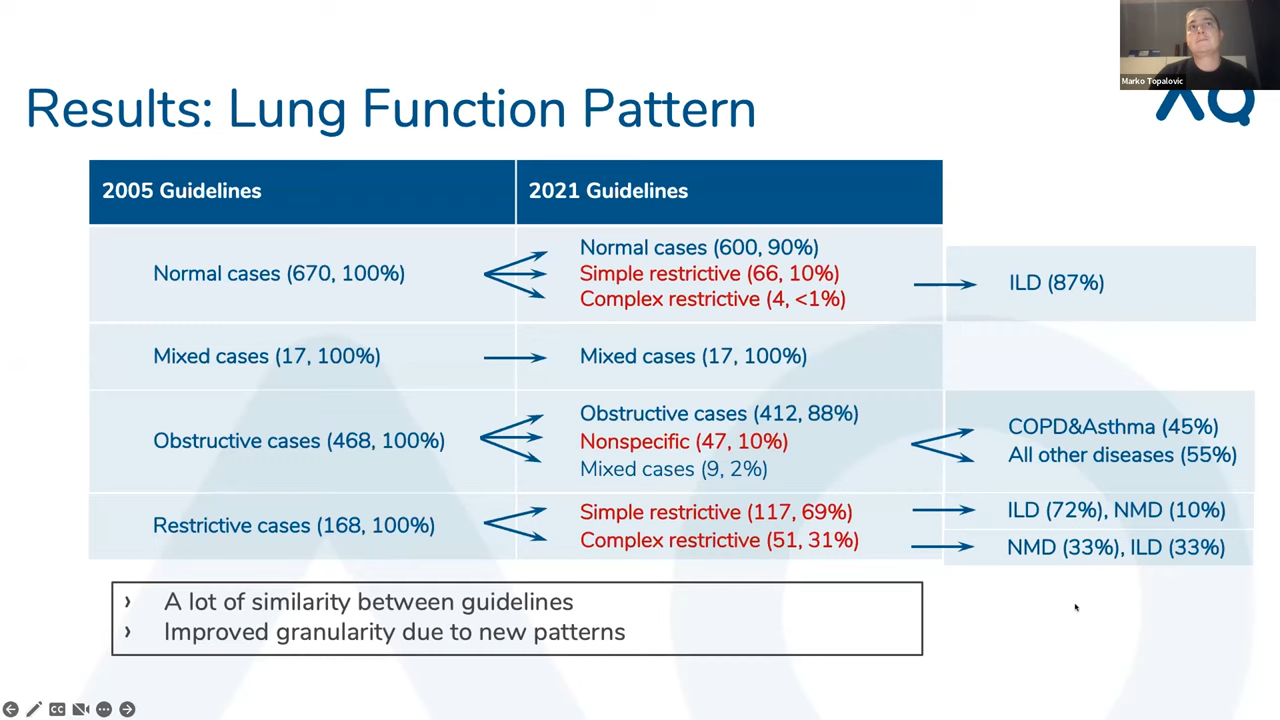 Marko Topalovic
Results: Lung Function Pattern
2005 Guidelines
2021 Guidelines
Normal cases (670, 100%)
Normal cases (600, 90%)
Simple restrictive (66, 10%)
Complex restrictive (4, <1%)
ILD (87%)
Mixed cases (17, 100%)
Mixed cases (17, 100%)
Obstructive cases (468, 100%)
Obstructive cases (412, 88%)
Nonspecific (47, 10%)
Mixed cases (9, 2%)
COPD&Asthma (45%)
All other diseases (55%)
Restrictive cases (168, 100%)
Simple restrictive (117, 69%)
Complex restrictive (51, 31%)
ILD (72%), NMD (10%)
NMD (33%), ILD (33%)
› A lot of similarity between guidelines
› Improved granularity due to new patterns
CC